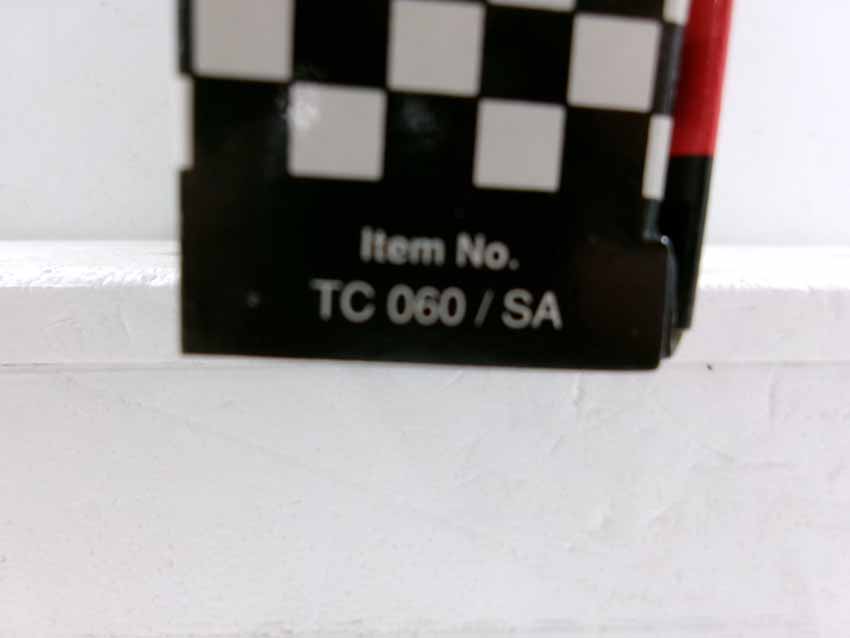 Item No.
TC 060 / SA